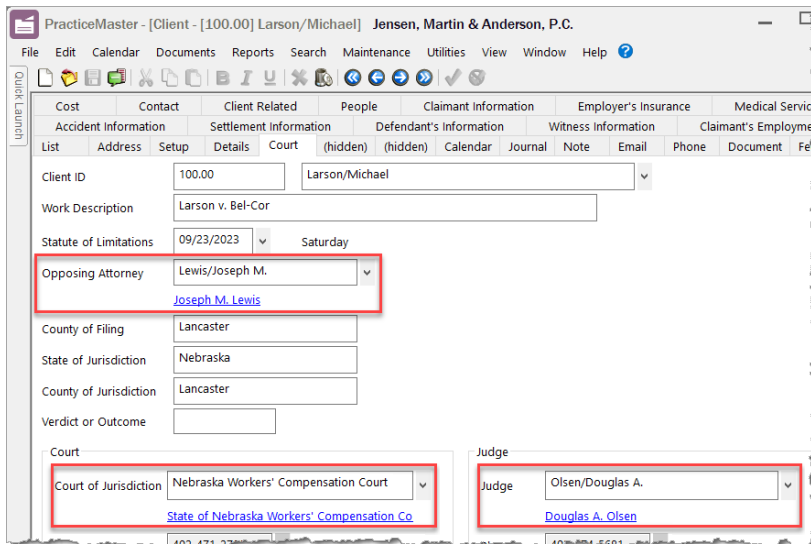 PracticeMaster - [Client - [100.00] Larson/Michael] Jensen, Martin & Anderson, P.C.
File Edit Calendar Documents Reports Search Maintenance Utilities View Window Help ?
Quick Launch
B I U
Cost Contact Client Related People Claimant Information Employer's Insurance Medical Servic
Accident Information Settlement Information Defendant's Information Witness Information Claimant's Employme
List Address Setup Details Court (hidden) (hidden) Calendar Journal Note Email Phone Document Fe
Client ID 100.00 Larson/Michael
Work Description Larson v. Bel-Cor
Statute of Limitations 09/23/2023 Saturday
Opposing Attorney Lewis/Joseph M.
Joseph M. Lewis
County of Filing Lancaster
State of Jurisdiction Nebraska
County of Jurisdiction Lancaster
Verdict or Outcome
Court Judge
Court of Jurisdiction Nebraska Workers' Compensation Court Judge Olsen/Douglas A.
State of Nebraska Workers' Compensation Co Douglas A. Olsen